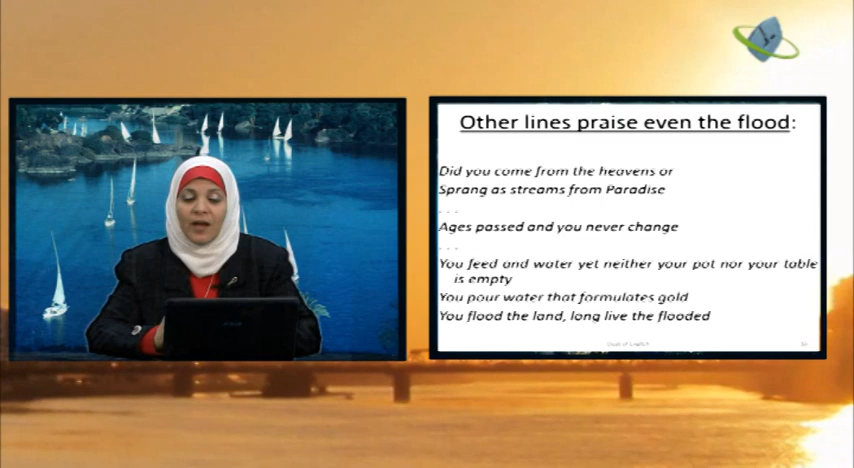 Other lines praise even the flood:
Did you come from the heavens or
Sprang as streams from Paradise
. . .
Ages passed and you never change
. . .
You feed and water yet neither your pot nor your table
is empty
You pour water that formulates gold
You flood the land, long live the flooded